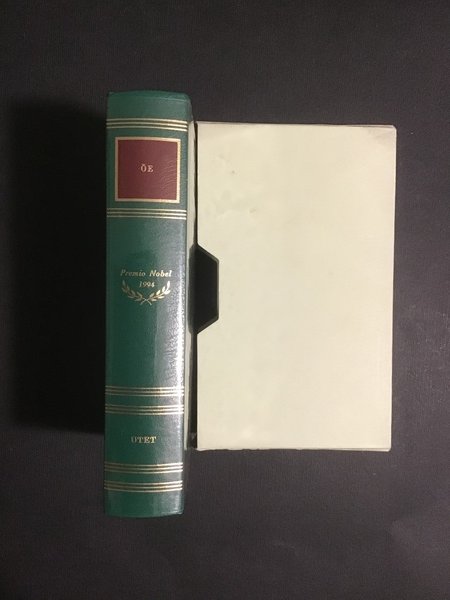 ŌE
Premio Nobel
1994
UTET